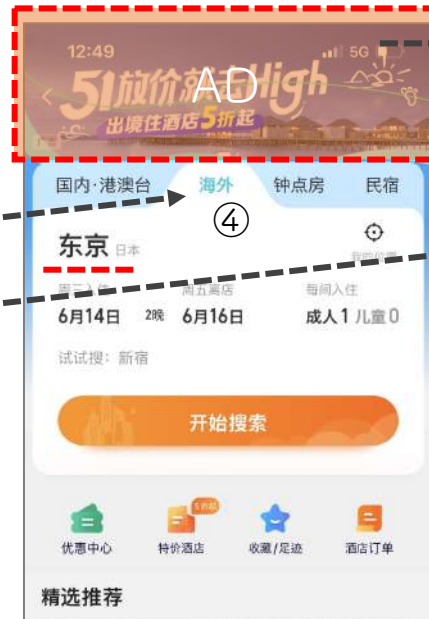 12:49 5G
51放价就去High
AD
出境住酒店5折起
国内·港澳台 海外 钟点房 民宿
④
东京 日本
我的位置
周三入住 周五离店 每间入住
6月14日 2晚 6月16日 成人1 儿童0
试试搜：新宿
开始搜索
5折起
优惠中心 特价酒店 收藏/足迹 酒店订单
精选推荐